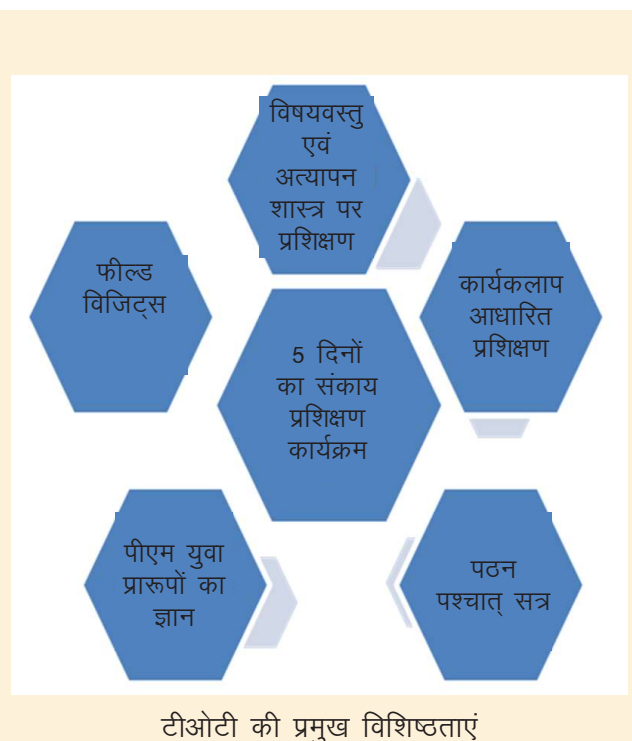 विषयवस्तु
एवं
अत्यापन
शास्त्र पर
प्रशिक्षण
फील्ड
विजिट्स
कार्यकलाप
आधारित
प्रशिक्षण
5 दिनों
का संकाय
प्रशिक्षण
कार्यक्रम
पीएम युवा
प्रारूपों का
ज्ञान
पठन
पश्चात् सत्र
टीओटी की प्रमुख विशिष्ठताएं